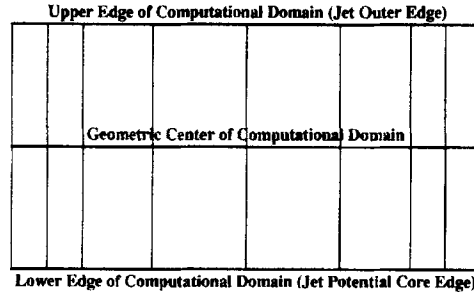 Upper Edge of Computational Domain (Jet Outer Edge)
Geometric Center of Computational Domain
Lower Edge of Computational Domain (Jet Potential Core Edge)